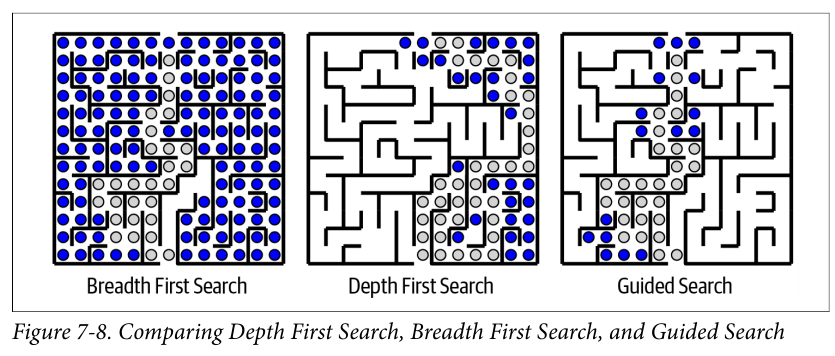 Breadth First Search
Depth First Search
Guided Search
Figure 7-8. Comparing Depth First Search, Breadth First Search, and Guided Search